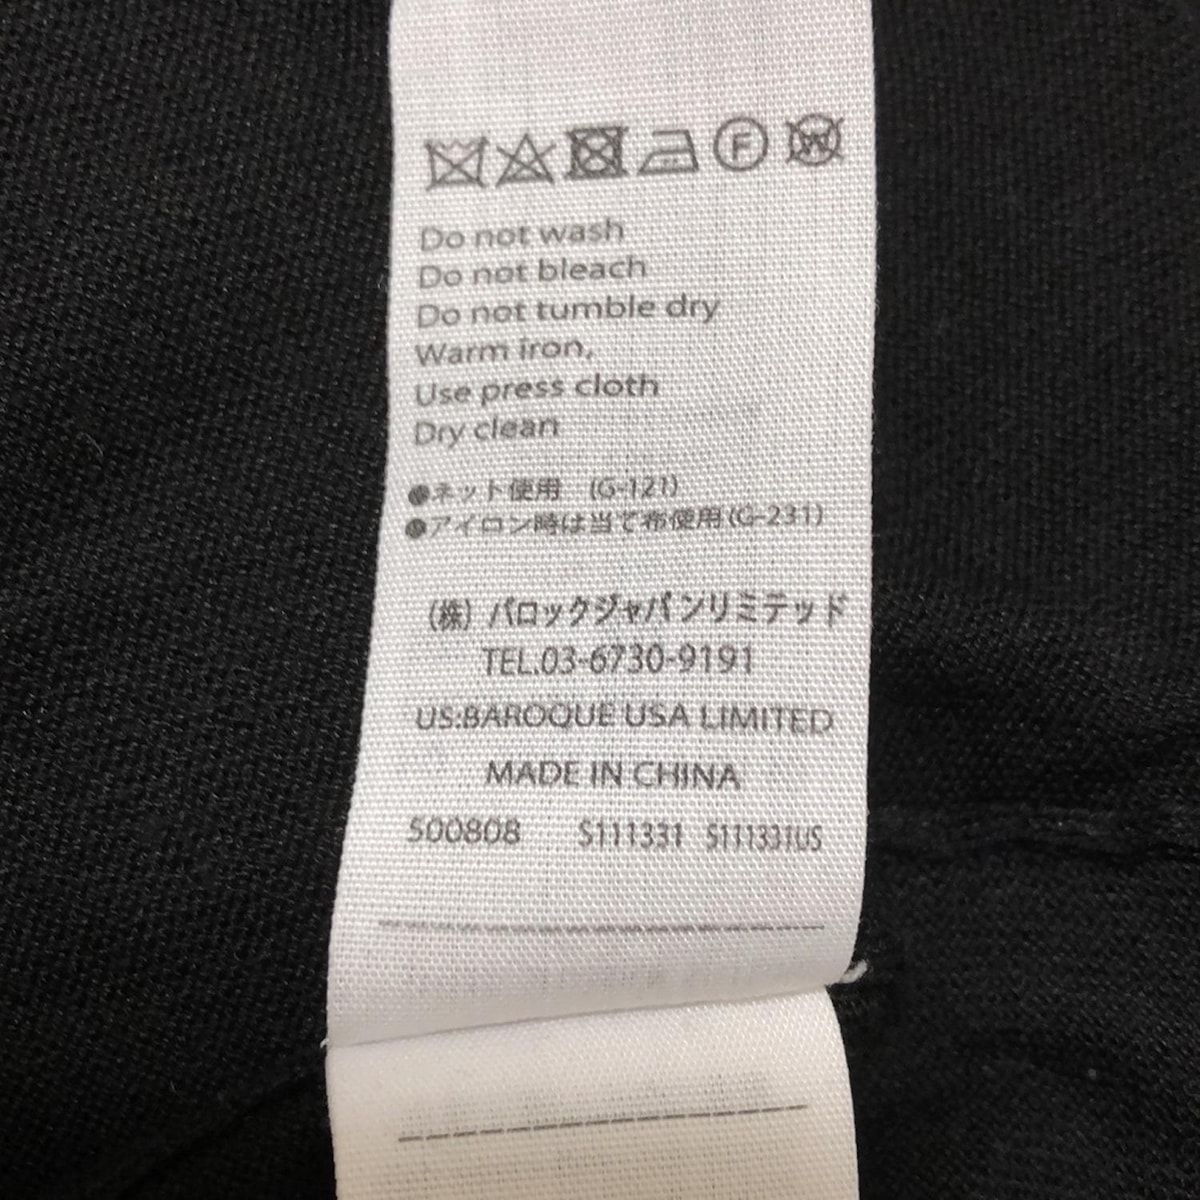 F W
Do not wash
Do not bleach
Do not tumble dry
Warm iron,
Use press cloth
Dry clean
●ネット使用 (G-121)
●アイロン時は当て布使用(G-231)
(株) バロックジャパンリミテッド
TEL.03-6730-9191
US:BAROQUE USA LIMITED
MADE IN CHINA
500808 S111331 S111331US